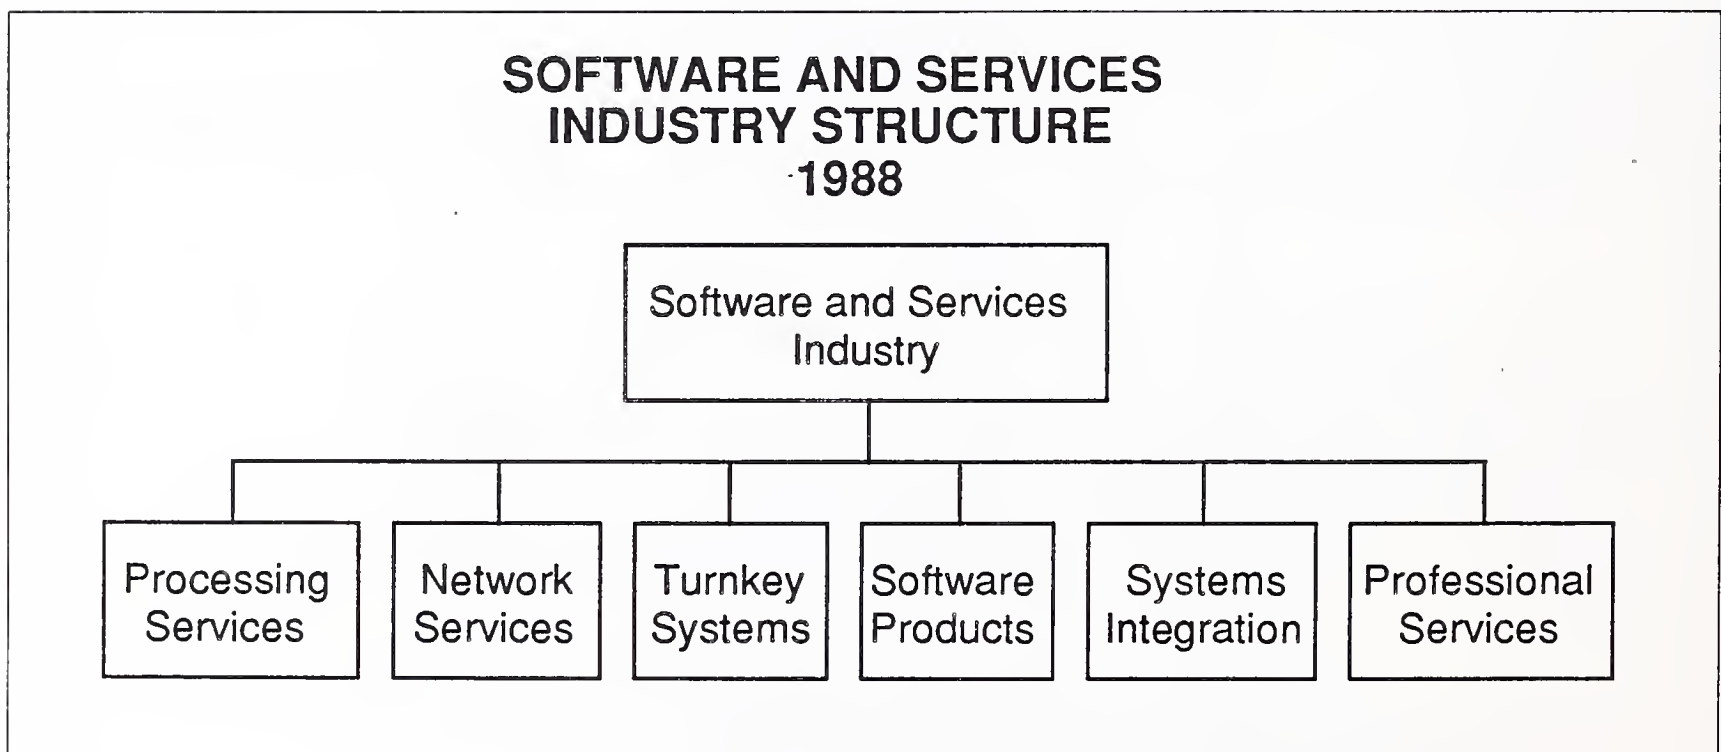 SOFTWARE AND SERVICES
INDUSTRY STRUCTURE
1988
Software and Services
Industry
Processing
Services
Network
Services
Turnkey
Systems
Software
Products
Systems
Integration
Professional
Services